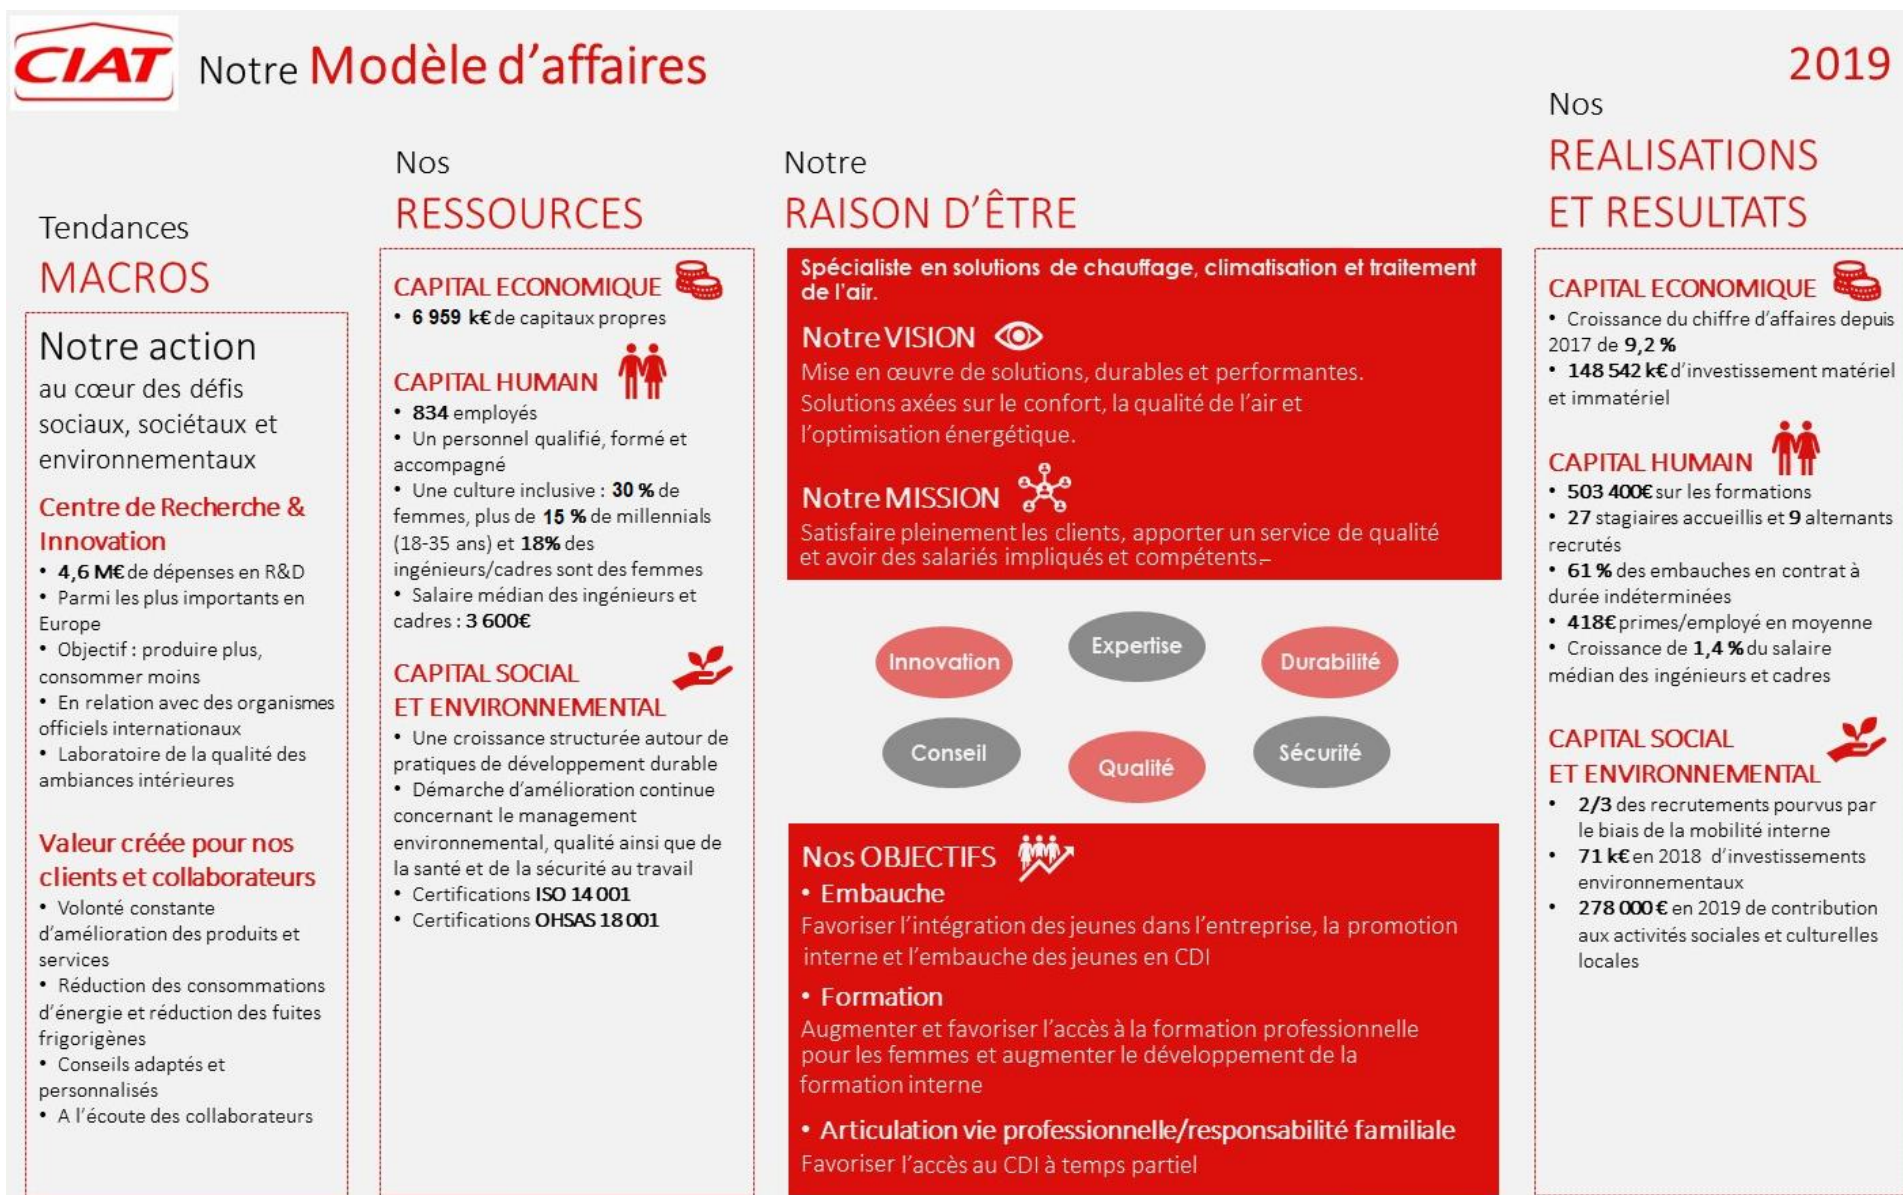 CIAT
Notre Modèle d'affaires
2019
Tendances
MACROS
Notre action
au cœur des défis
sociaux, sociétaux et
environnementaux
Centre de Recherche &
Innovation
• 4,6 M€ de dépenses en R&D
• Parmi les plus importants en
Europe
• Objectif : produire plus,
consommer moins
• En relation avec des organismes
officiels internationaux
• Laboratoire de la qualité des
ambiances intérieures
Valeur créée pour nos
clients et collaborateurs
• Volonté constante
d'amélioration des produits et
services
• Réduction des consommations
d'énergie et réduction des fuites
frigorigènes
• Conseils adaptés et
personnalisés
• A l'écoute des collaborateurs
Nos
RESSOURCES
CAPITAL ECONOMIQUE
• 6 959 k€ de capitaux propres
CAPITAL HUMAIN
• 834 employés
• Un personnel qualifié, formé et
accompagné
• Une culture inclusive : 30 % de
femmes, plus de 15 % de millennials
(18-35 ans) et 18% des
ingénieurs/cadres sont des femmes
• Salaire médian des ingénieurs et
cadres : 3 600€
CAPITAL SOCIAL
ET ENVIRONNEMENTAL
• Une croissance structurée autour de
pratiques de développement durable
• Démarche d'amélioration continue
concernant le management
environnemental, qualité ainsi que de
la santé et de la sécurité au travail
• Certifications ISO 14 001
• Certifications OHSAS 18 001
Notre
RAISON D'ÊTRE
Spécialiste en solutions de chauffage, climatisation et traitement
de l'air.
Notre VISION
Mise en œuvre de solutions, durables et performantes.
Solutions axées sur le confort, la qualité de l'air et
l'optimisation énergétique.
Notre MISSION
Satisfaire pleinement les clients, apporter un service de qualité
et avoir des salariés impliqués et compétents.–
Innovation
Expertise
Durabilité
Conseil
Qualité
Sécurité
Nos OBJECTIFS
• Embauche
Favoriser l'intégration des jeunes dans l'entreprise, la promotion
interne et l'embauche des jeunes en CDI
• Formation
Augmenter et favoriser l'accès à la formation professionnelle
pour les femmes et augmenter le développement de la
formation interne
• Articulation vie professionnelle/responsabilité familiale
Favoriser l'accès au CDI à temps partiel
Nos
REALISATIONS
ET RESULTATS
CAPITAL ECONOMIQUE
• Croissance du chiffre d'affaires depuis
2017 de 9,2 %
• 148 542 k€ d'investissement matériel
et immatériel
CAPITAL HUMAIN
• 503 400€ sur les formations
• 27 stagiaires accueillis et 9 alternants
recrutés
• 61 % des embauches en contrat à
durée indéterminées
• 418€ primes/employé en moyenne
• Croissance de 1,4 % du salaire
médian des ingénieurs et cadres
CAPITAL SOCIAL
ET ENVIRONNEMENTAL
• 2/3 des recrutements pourvus par
le biais de la mobilité interne
• 71 k€ en 2018 d'investissements
environnementaux
• 278 000 € en 2019 de contribution
aux activités sociales et culturelles
locales